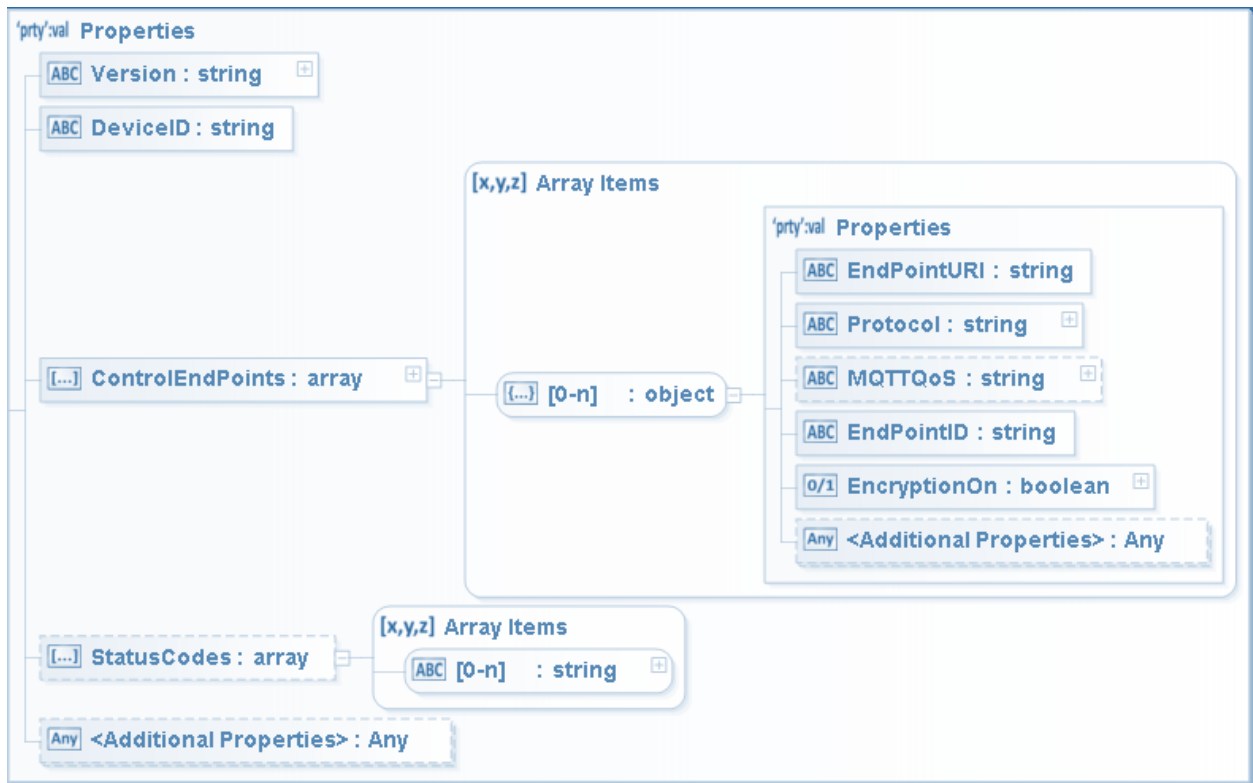 'prty':val Properties
ABC Version : string
ABC DeviceID : string
[x,y,z] Array Items
'prty':val Properties
ABC EndPointURI : string
ABC Protocol : string
[...] ControlEndPoints : array
{...} [0-n] : object
ABC MQTTQoS : string
ABC EndPointID : string
0/1 EncryptionOn : boolean
Any <Additional Properties> : Any
[x,y,z] Array Items
[...] StatusCodes : array
ABC [0-n] : string
Any <Additional Properties> : Any